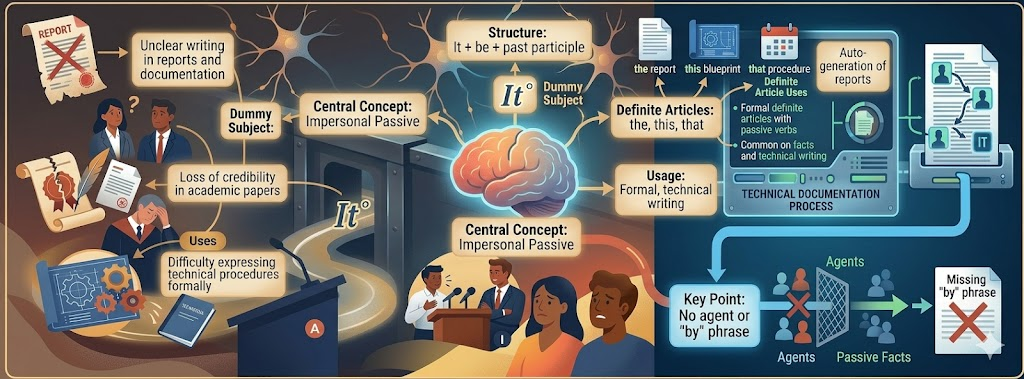 REPORT
Unclear writing
in reports and
documentation
?
Dummy
Subject:
Central Concept:
Impersonal Passive
Loss of credibility
in academic papers
It°
Uses
Difficulty expressing
technical procedures
formally
A
Structure:
It + be + past participle
It°
Dummy
Subject
Definite Articles:
the, this, that
Usage:
Formal, technical
writing
Central Concept:
Impersonal Passive
I
the report
this blueprint
that procedure
Definite
Article Uses
• Formal definite
articles with
passive verbs
• Common on facts
and technical writing
Auto-
generation of
reports
IT
TECHNICAL DOCUMENTATION
PROCESS
Key Point:
No agent or
"by" phrase
Agents
Agents
Passive Facts
Missing
"by" phrase